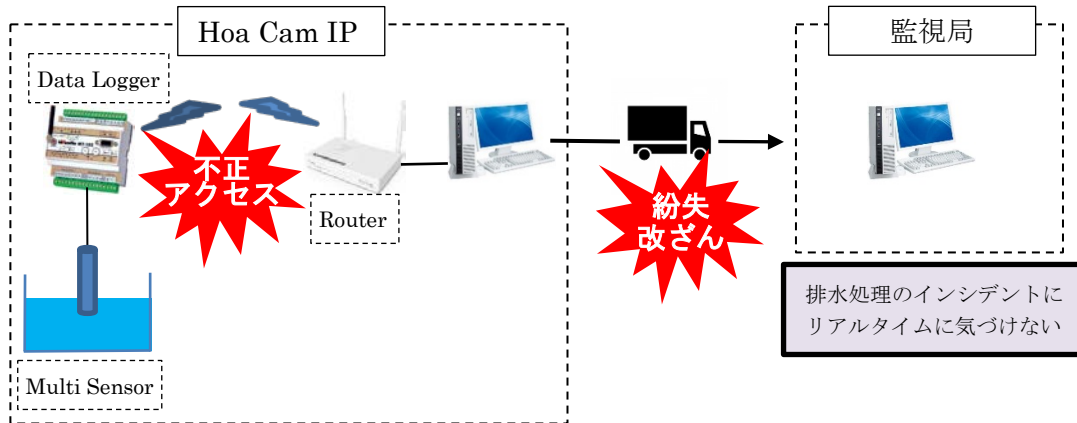 Hoa Cam IP
監視局
Data Logger
不正
アクセス
Router
紛失
改ざん
排水処理のインシデントに
リアルタイムに気づけない
Multi Sensor